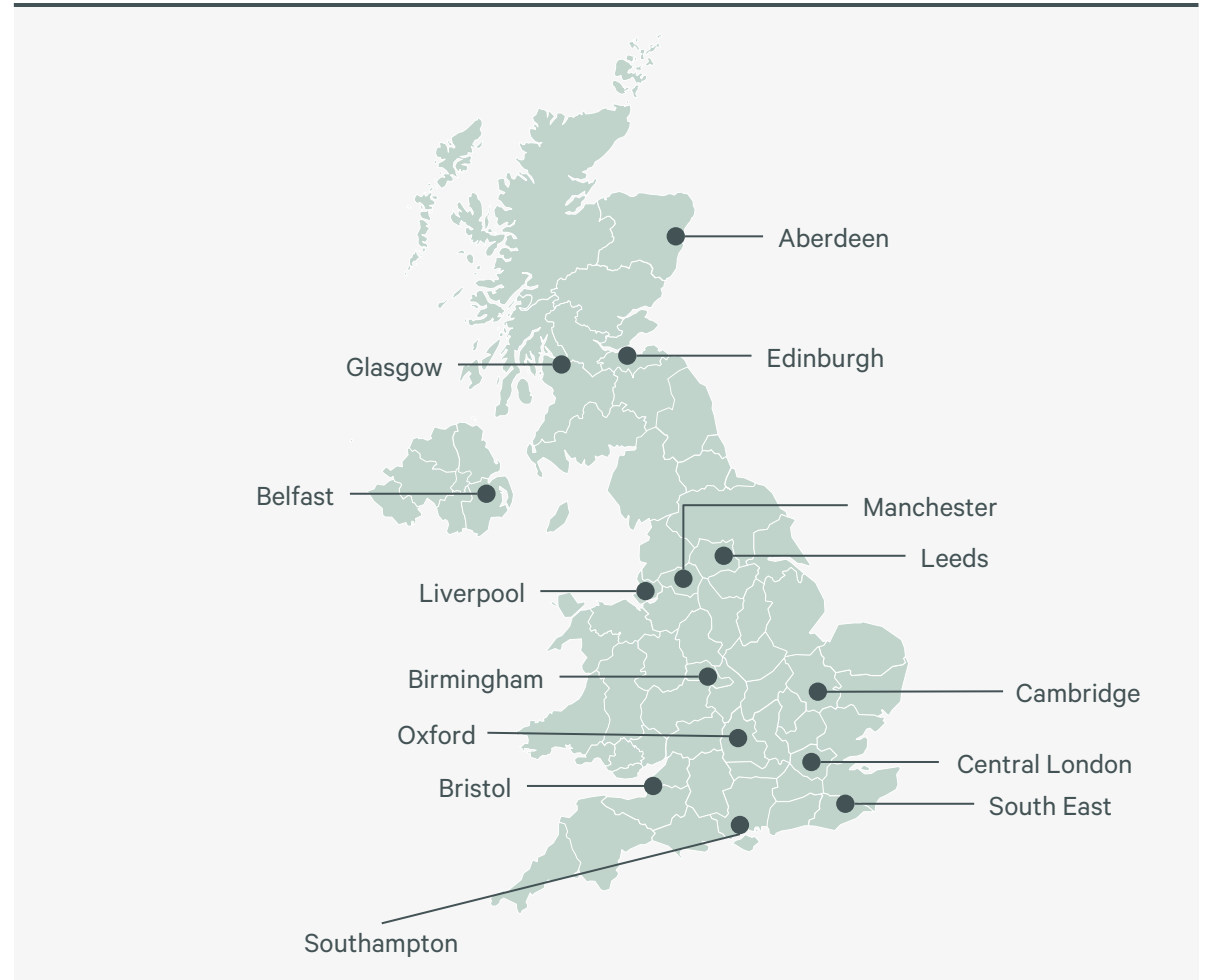 Aberdeen
Edinburgh
Glasgow
Belfast
Manchester
Leeds
Liverpool
Birmingham
Cambridge
Oxford
Central London
Bristol
South East
Southampton